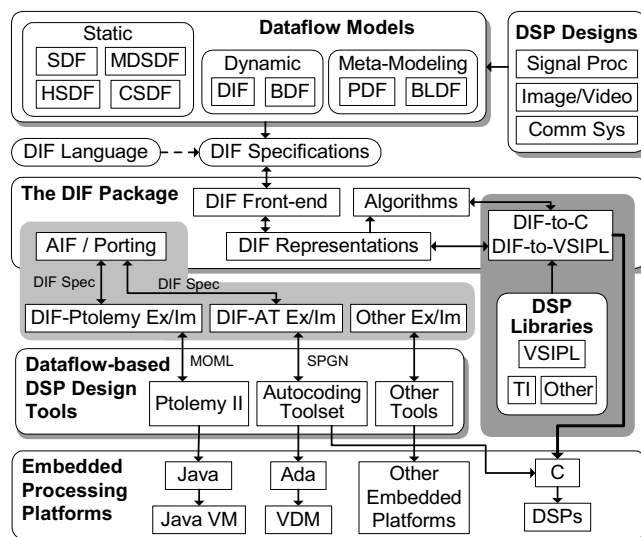 Dataflow Models
Static
SDF
MDSDF
HSDF
CSDF
Dynamic
DIF
BDF
Meta-Modeling
PDF
BLDF
DSP Designs
Signal Proc
Image/Video
Comm Sys
DIF Language
DIF Specifications
The DIF Package
DIF Front-end
Algorithms
DIF Representations
DIF-to-C
DIF-to-VSIPL
AIF / Porting
DIF Spec
DIF Spec
DIF-Ptolemy Ex/Im
DIF-AT Ex/Im
Other Ex/Im
DSP
Libraries
VSIPL
TI
Other
MOML
SPGN
Dataflow-based
DSP Design
Tools
Ptolemy II
Autocoding
Toolset
Other
Tools
Embedded
Processing
Platforms
Java
Ada
Other
Embedded
Platforms
C
Java VM
VDM
DSPs